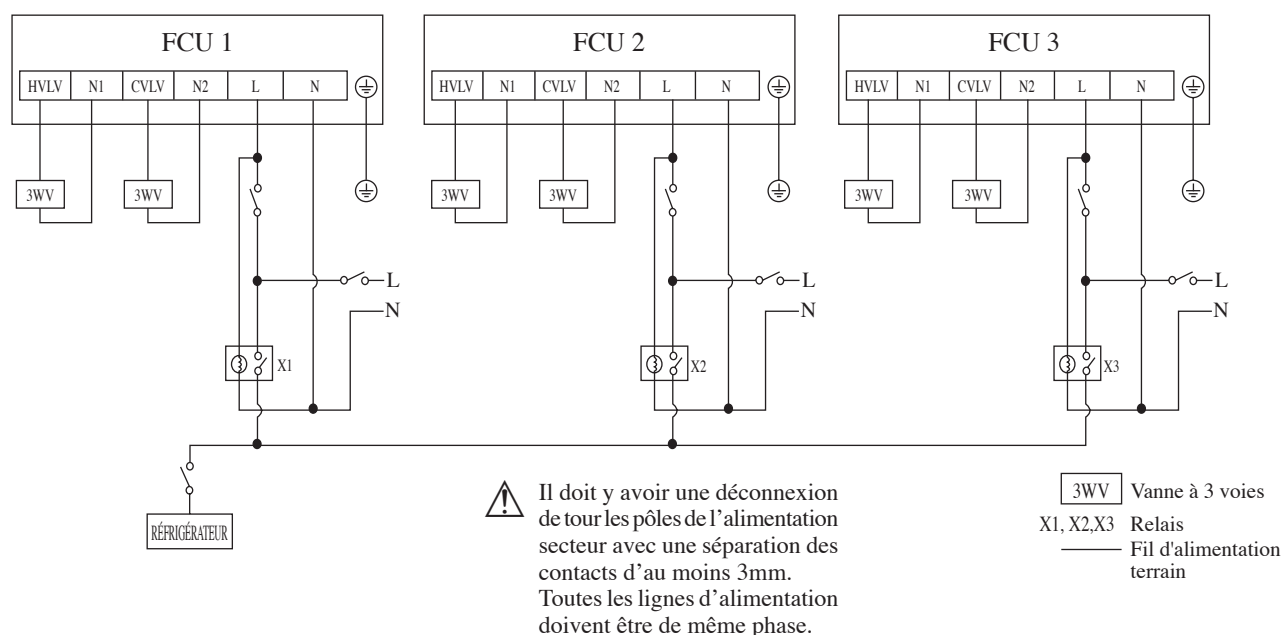 FCU 1
FCU 2
FCU 3
HVLV N1 CVLV N2 L N
HVLV N1 CVLV N2 L N
HVLV N1 CVLV N2 L N
3WV 3WV
3WV 3WV
3WV 3WV
L
L
L
N
N
N
X1
X2
X3
RÉFRIGÉRATEUR
Il doit y avoir une déconnexion
de tour les pôles de l'alimentation
secteur avec une séparation des
contacts d'au moins 3mm.
Toutes les lignes d'alimentation
doivent être de même phase.
3WV Vanne à 3 voies
X1, X2,X3 Relais
Fil d'alimentation
terrain